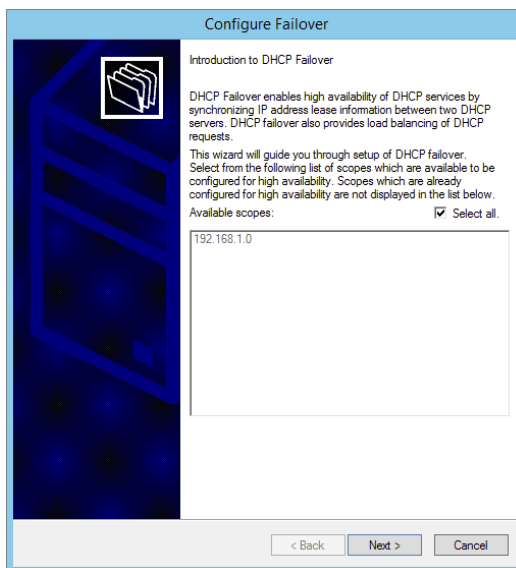 Configure Failover
Introduction to DHCP Failover
DHCP Failover enables high availability of DHCP services by
synchronizing IP address lease information between two DHCP
servers. DHCP failover also provides load balancing of DHCP
requests.
This wizard will guide you through setup of DHCP failover.
Select from the following list of scopes which are available to be
configured for high availability. Scopes which are already
configured for high availability are not displayed in the list below.
Available scopes:
Select all.
192.168.1.0
< Back
Next >
Cancel